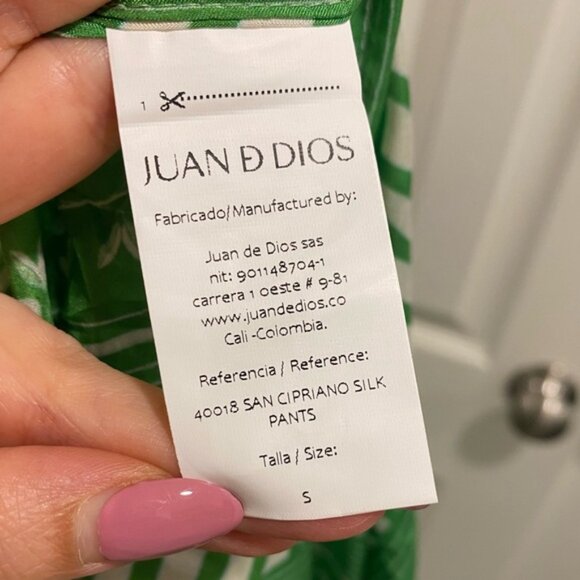 1
JUAN D DIOS
Fabricado/Manufactured by:
Juan de Dios sas
nit: 901148704-1
carrera 1 oeste # 9-81
www.juandedios.co
Cali -Colombia.
Referencia / Reference:
40018 SAN CIPRIANO SILK
PANTS
Talla / Size:
S